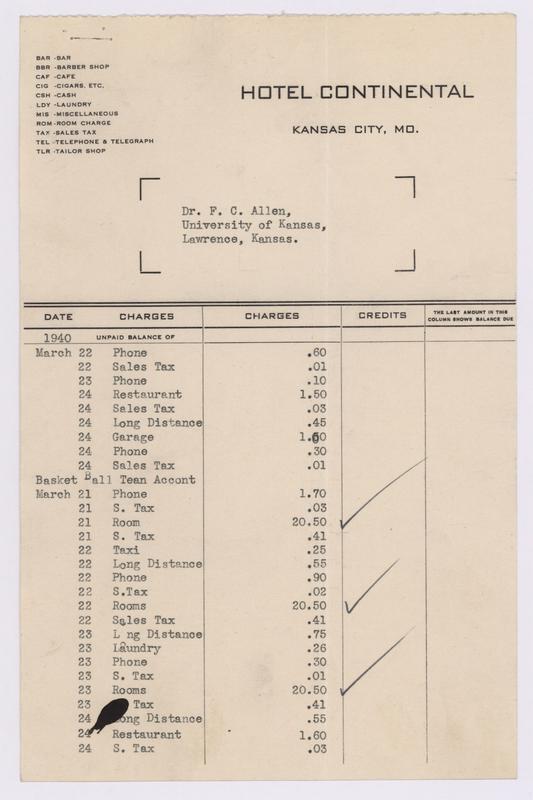 BAR -BAR
BBR -BARBER SHOP
CAF -CAFE
CIG -CIGARS, ETC.
CSH -CASH
LDY -LAUNDRY
MIS -MISCELLANEOUS
ROM -ROOM CHARGE
TAX -SALES TAX
TEL -TELEPHONE & TELEGRAPH
TLR -TAILOR SHOP
HOTEL CONTINENTAL
KANSAS CITY, MO.
Dr. F. C. Allen,
University of Kansas,
Lawrence, Kansas.
DATE CHARGES CHARGES CREDITS THE LAST AMOUNT IN THIS COLUMN SHOWS BALANCE DUE
1940 UNPAID BALANCE OF
March 22 Phone .60
22 Sales Tax .01
23 Phone .10
24 Restaurant 1.50
24 Sales Tax .03
24 Long Distance .45
24 Garage 1.60
24 Phone .30
24 Sales Tax .01
Basket Ball Tean Accont
March 21 Phone 1.70
21 S. Tax .03
21 Room 20.50
21 S. Tax .41
22 Taxi .25
22 Long Distance .55
22 Phone .90
22 S.Tax .02
22 Rooms 20.50
22 Sales Tax .41
23 L ng Distance .75
23 Laundry .26
23 Phone .30
23 S. Tax .01
23 Rooms 20.50
23 Tax .41
24 Long Distance .55
24 Restaurant 1.60
24 S. Tax .03